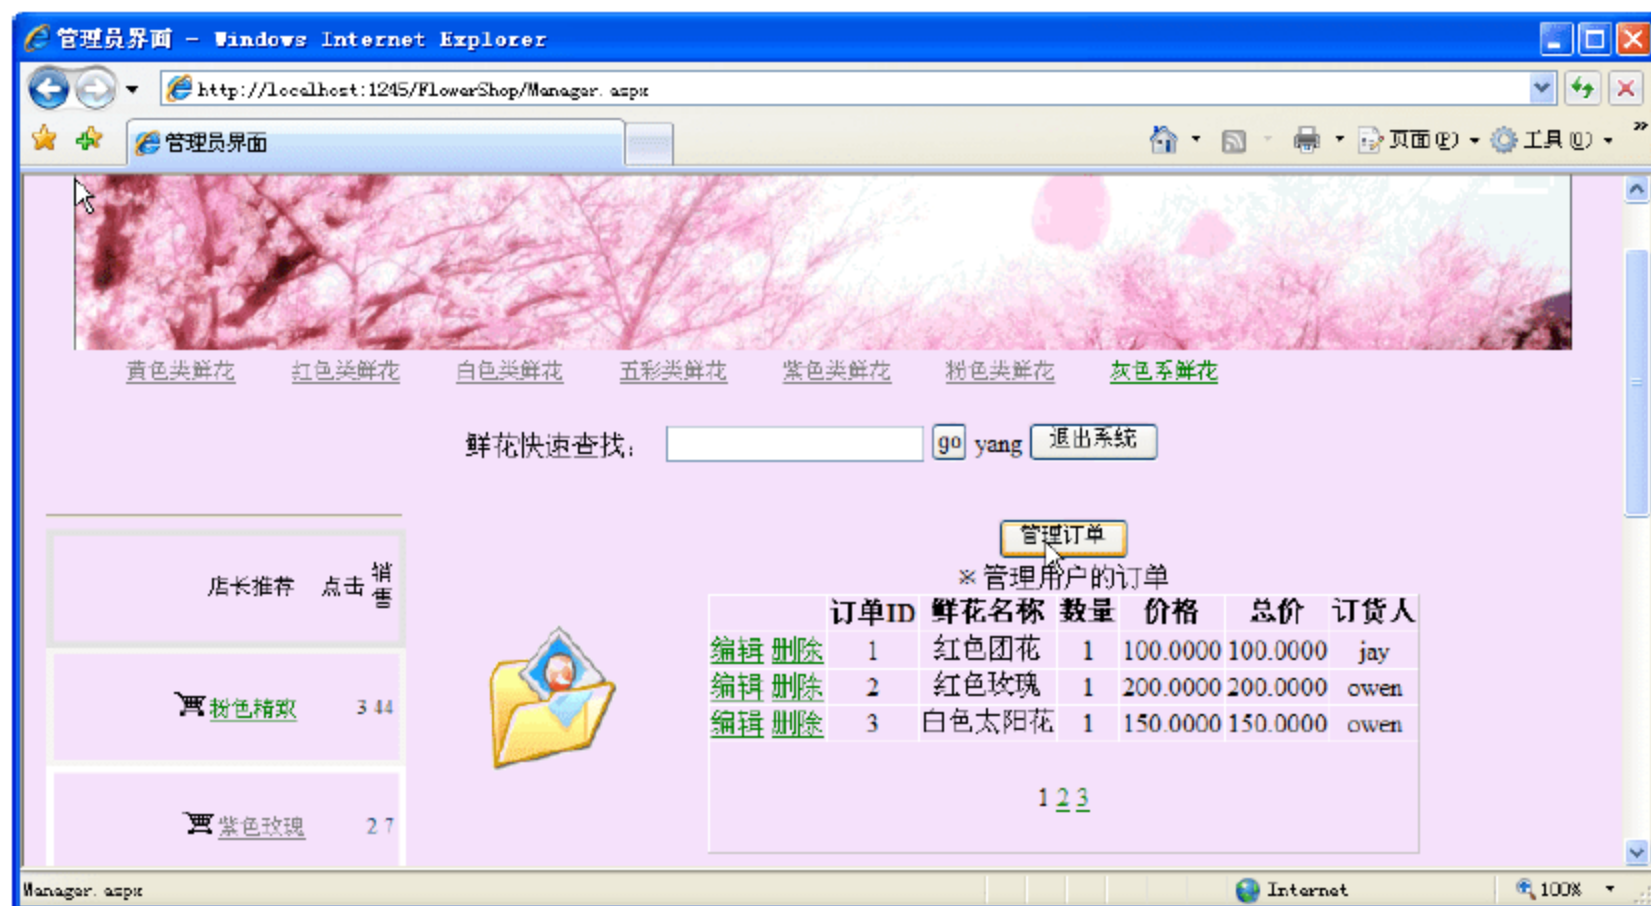 管理员界面 - Windows Internet Explorer
http://localhost:1245/FlowerShop/Manager.aspx
管理员界面 页面(P) 工具(O) »
黄色类鲜花 红色类鲜花 白色类鲜花 五彩类鲜花 紫色类鲜花 粉色类鲜花 灰色系鲜花
鲜花快速查找： go yang 退出系统
管理订单
※管理用户的订单
店长推荐 点击 销售
订单ID 鲜花名称 数量 价格 总价 订货人
编辑 删除 1 红色团花 1 100.0000 100.0000 jay
编辑 删除 2 红色玫瑰 1 200.0000 200.0000 owen
编辑 删除 3 白色太阳花 1 150.0000 150.0000 owen
粉色精致 3 44
1 2 3
紫色玫瑰 2 7
Manager.aspx Internet 100%